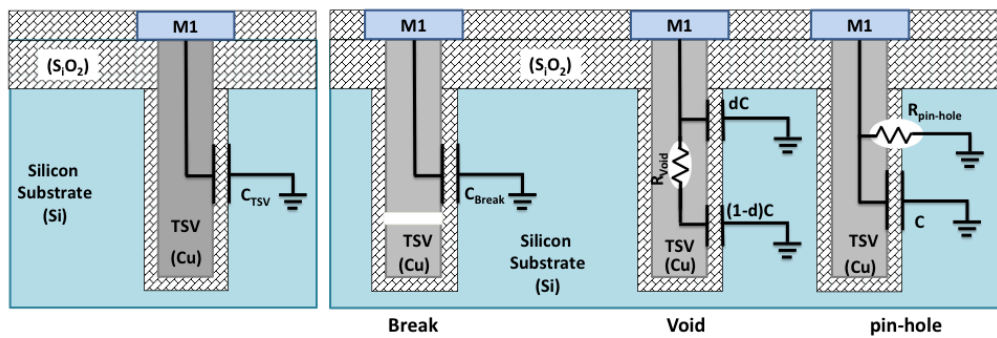 M1
M1
M1
M1
(SiO2)
(SiO2)
dC
Rpin-hole
RVoid
Silicon
Substrate
(Si)
CTSV
CBreak
(1-d)C
C
TSV
(Cu)
TSV
(Cu)
Silicon
Substrate
(Si)
TSV
(Cu)
TSV
(Cu)
Break
Void
pin-hole